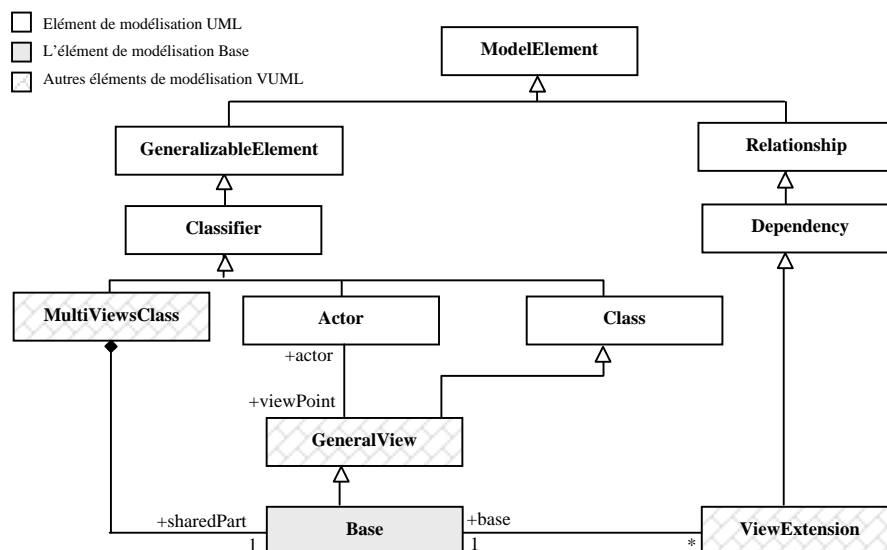 Elément de modélisation UML
L'élément de modélisation Base
Autres éléments de modélisation VUML
ModelElement
GeneralizableElement
Relationship
Classifier
Dependency
MultiViewsClass
Actor
Class
+actor
+viewPoint
GeneralView
+sharedPart
1
Base
+base
1
*
ViewExtension